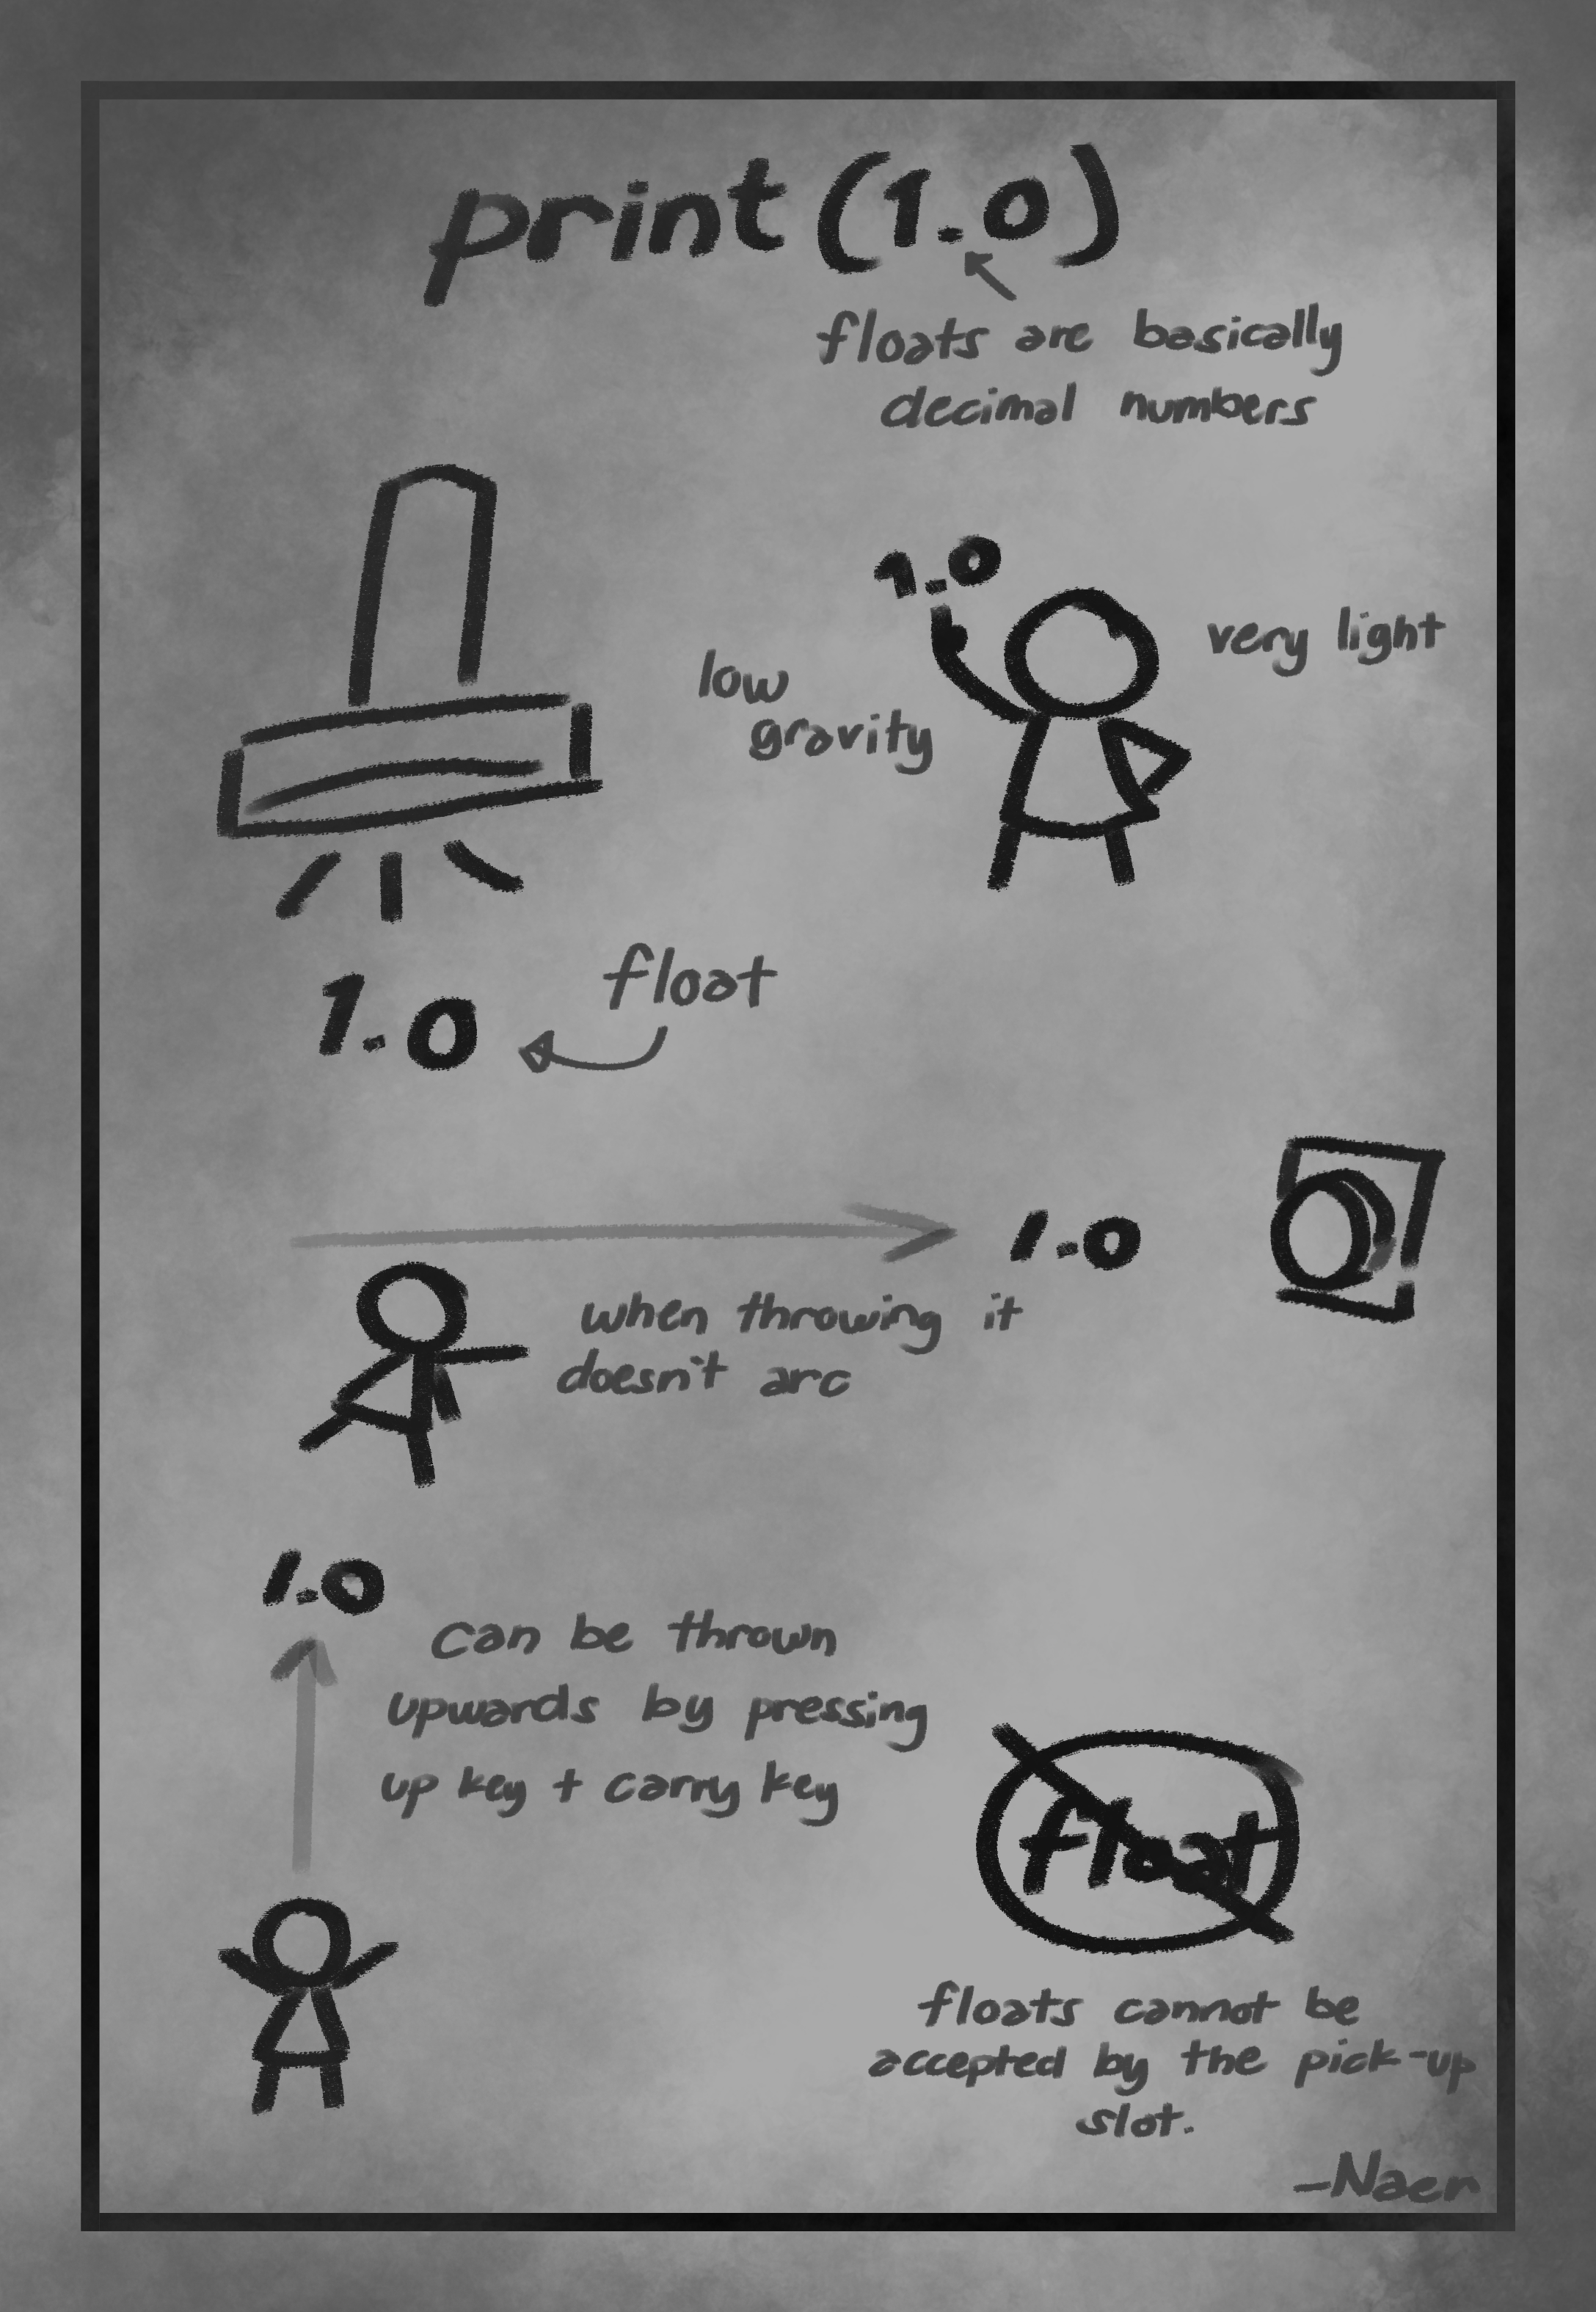 print(1.0)
floats are basically
decimal numbers
1.0
very light
low
gravity
float
1.0
1.0
when throwing it
doesn't arc
1.0
can be thrown
upwards by pressing
up key + carry key
float
floats cannot be
accepted by the pick-up
slot.
-Naer